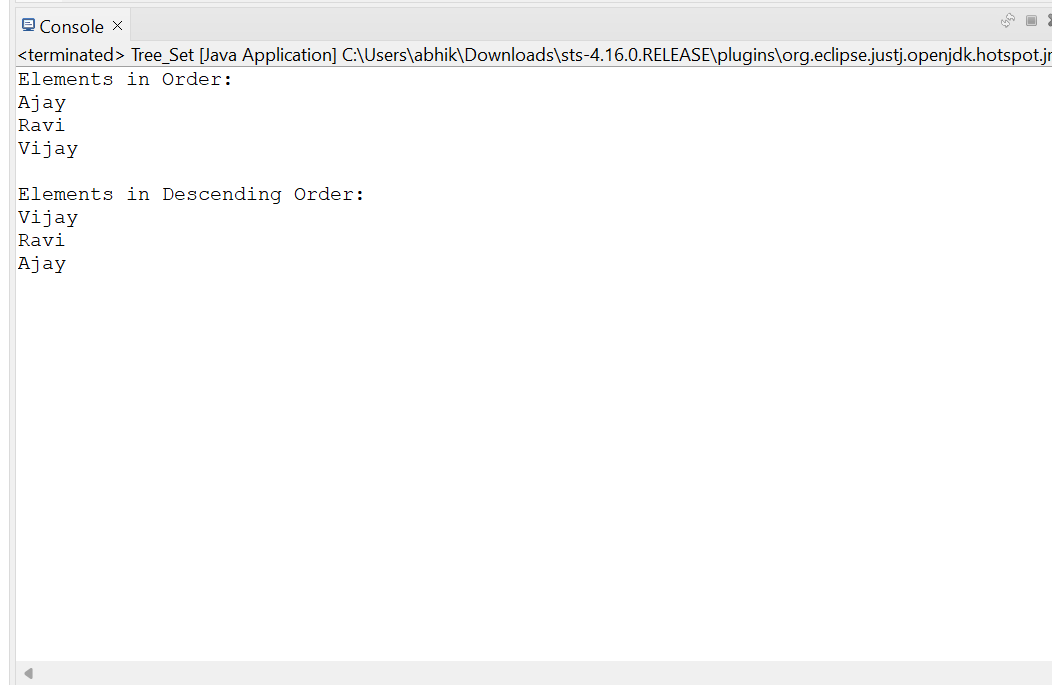 Console
<terminated> Tree_Set [Java Application] C:\Users\abhik\Downloads\sts-4.16.0.RELEASE\plugins\org.eclipse.justj.openjdk.hotspot.jr
Elements in Order:
Ajay
Ravi
Vijay
Elements in Descending Order:
Vijay
Ravi
Ajay